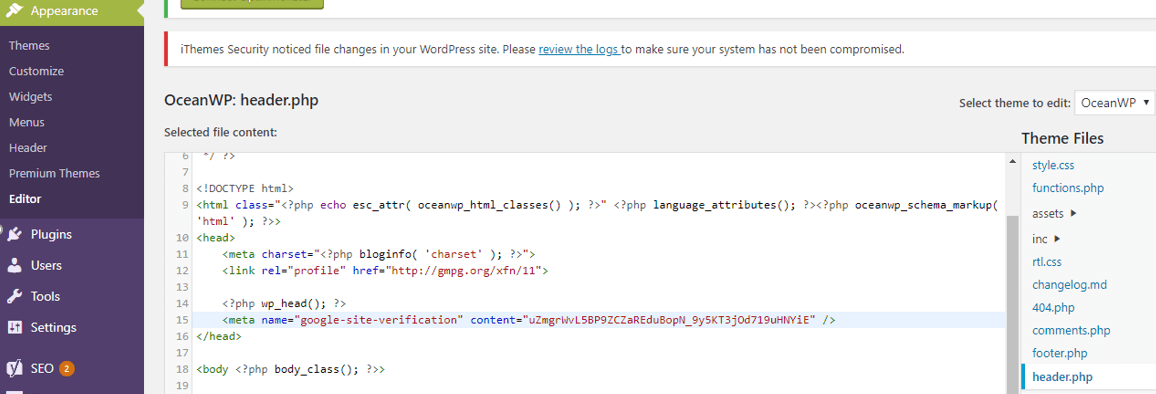 Appearance
Themes
Customize
Widgets
Menus
Header
Premium Themes
Editor
Plugins
Users
Tools
Settings
SEO 2
iThemes Security noticed file changes in your WordPress site. Please review the logs to make sure your system has not been compromised.
OceanWP: header.php
Select theme to edit: OceanWP
Selected file content:
6 */ ?>
7
8 <!DOCTYPE html>
9 <html class="<?php echo esc_attr( oceanwp_html_classes() ); ?>" <?php language_attributes(); ?><?php oceanwp_schema_markup(
'html' ); ?>>
10 <head>
11 <meta charset="<?php bloginfo( 'charset' ); ?>">
12 <link rel="profile" href="http://gmpg.org/xfn/11">
13
14 <?php wp_head(); ?>
15 <meta name="google-site-verification" content="uZmgrWvL5BP9ZCZaREduBopN_9y5KT3jOd719uHNYiE" />
16 </head>
17
18 <body <?php body_class(); ?>>
19
Theme Files
style.css
functions.php
assets
inc
rtl.css
changelog.md
404.php
comments.php
footer.php
header.php